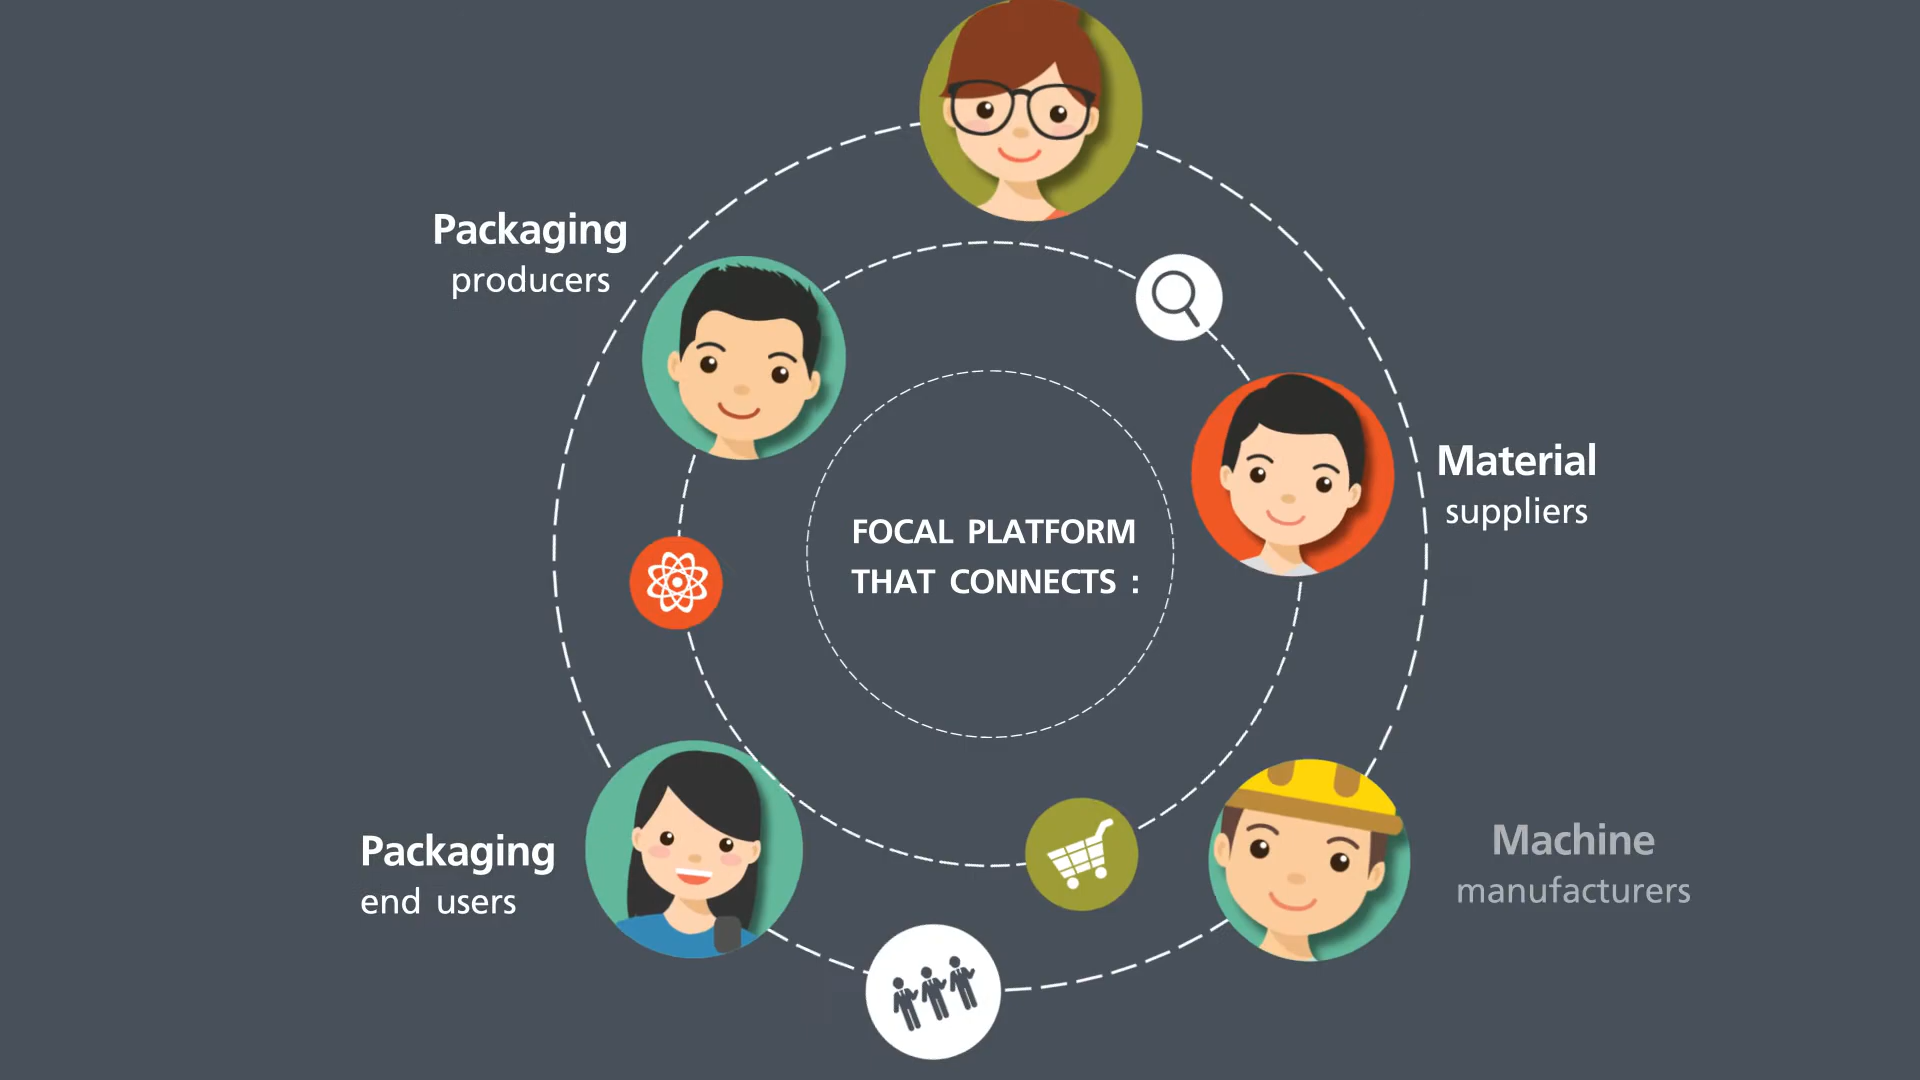 Packaging
producers
Material
suppliers
FOCAL PLATFORM
THAT CONNECTS :
Packaging
end users
Machine
manufacturers